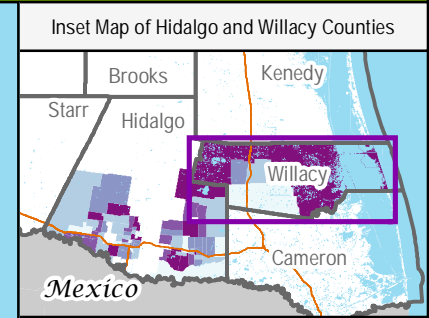 Inset Map of Hidalgo and Willacy Counties
Brooks
Kenedy
Starr
Hidalgo
Willacy
Cameron
Mexico